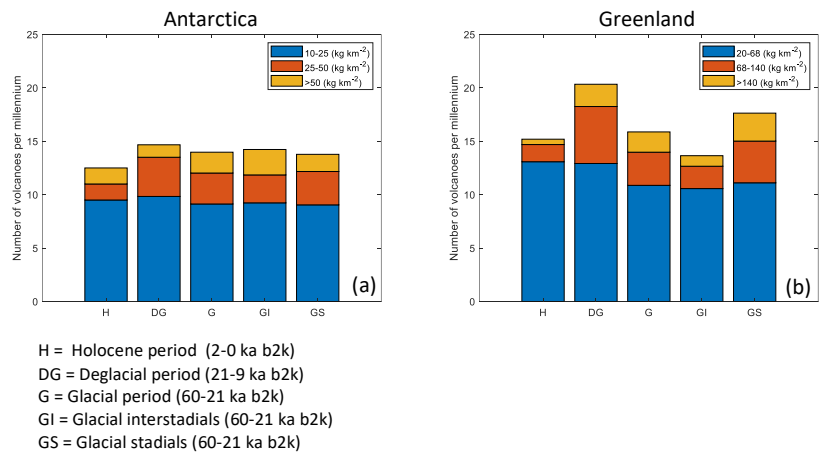 Antarctica
25
20
15
10
5
0
Number of volcanoes per millennium
10-25 (kg km-2)
25-50 (kg km-2)
>50 (kg km-2)
H DG G GI GS
(a)
Greenland
25
20
15
10
5
0
Number of volcanoes per millennium
20-68 (kg km-2)
68-140 (kg km-2)
>140 (kg km-2)
H DG G GI GS
(b)
H = Holocene period (2-0 ka b2k)
DG = Deglacial period (21-9 ka b2k)
G = Glacial period (60-21 ka b2k)
GI = Glacial interstadials (60-21 ka b2k)
GS = Glacial stadials (60-21 ka b2k)